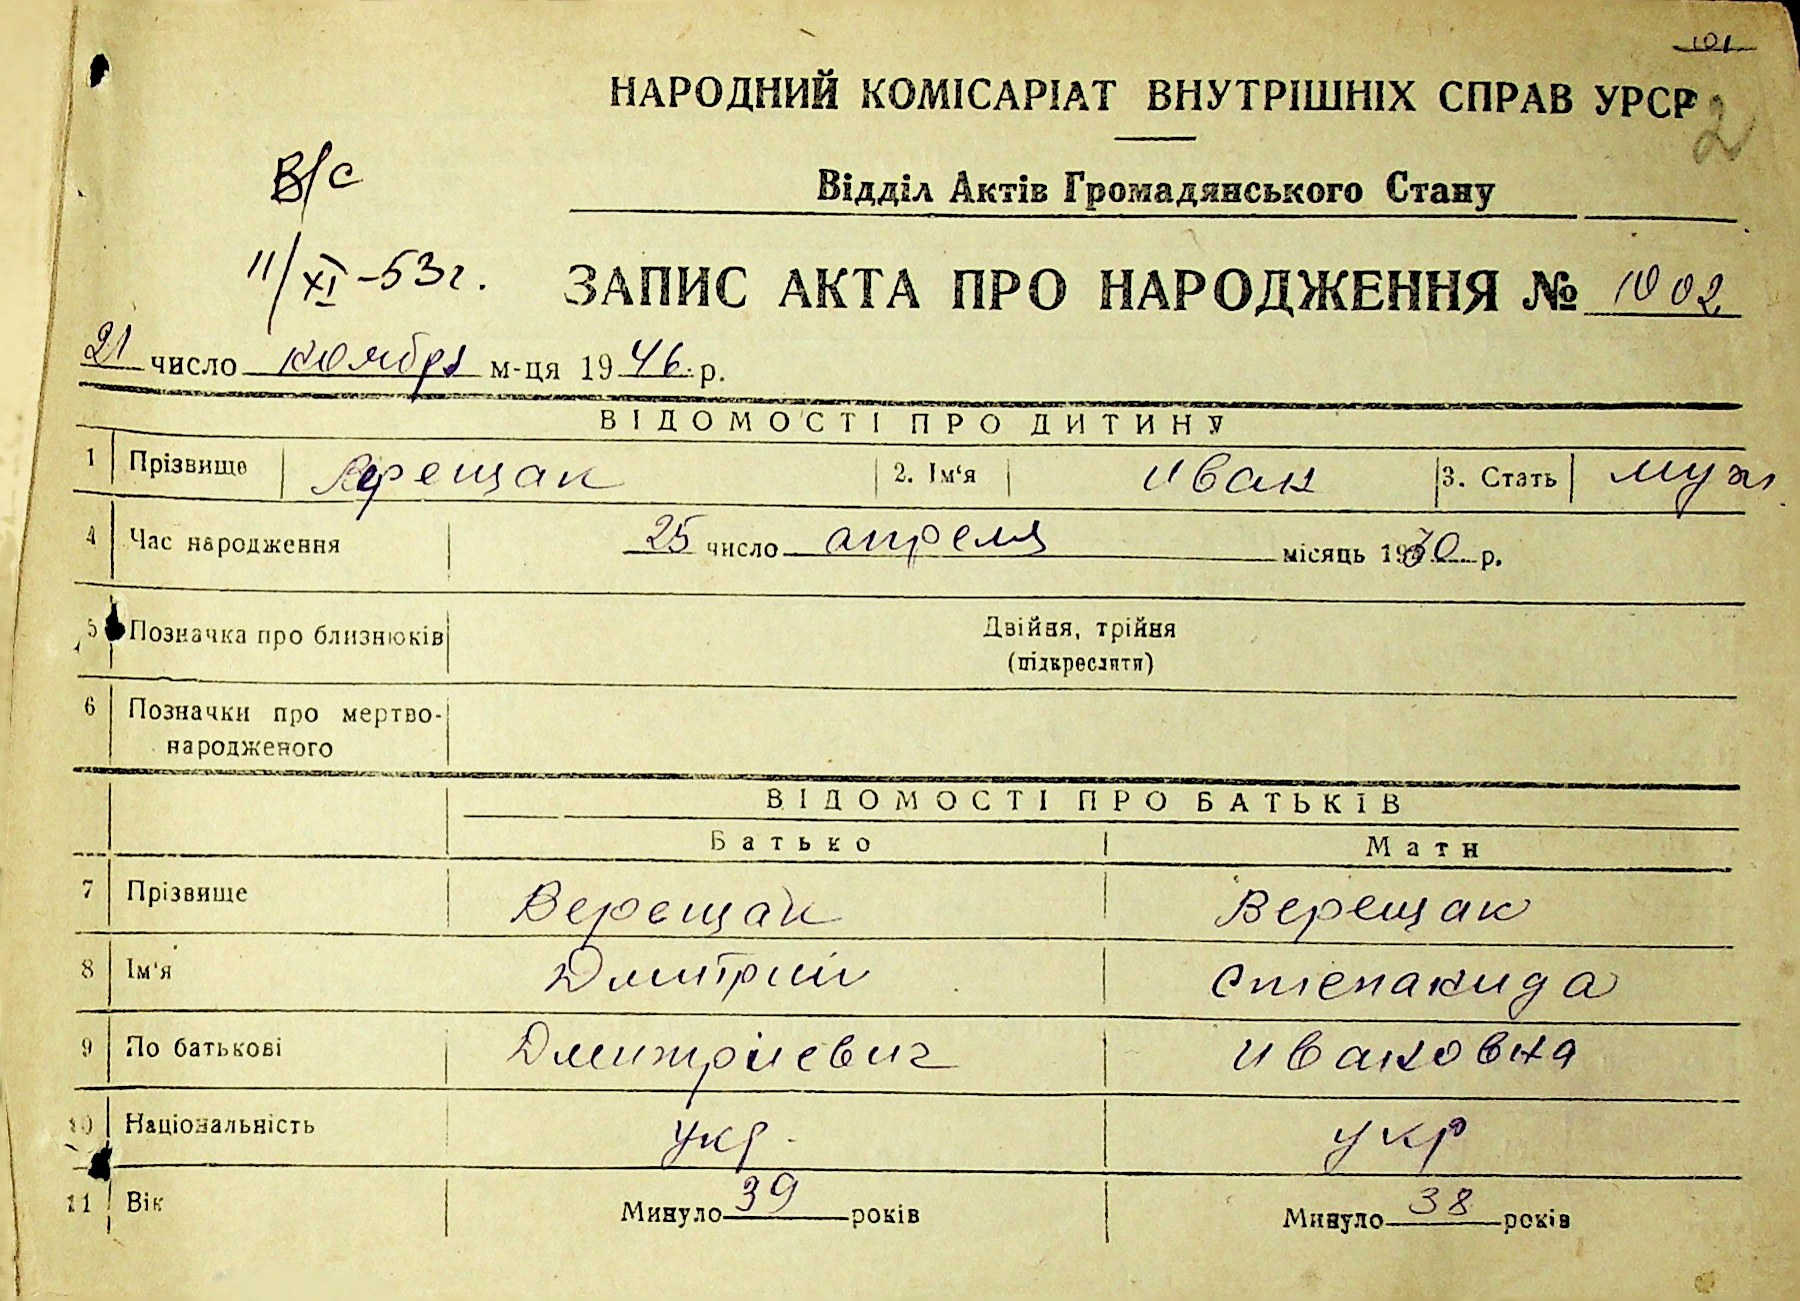 101
НАРОДНИЙ КОМІСАРІАТ ВНУТРІШНІХ СПРАВ УРСР
2
В/с
Відділ Актів Громадянського Стану
11/XI-53г.
ЗАПИС АКТА ПРО НАРОДЖЕННЯ № 1002
21 число ноября м-ця 1946 р.
ВІДОМОСТІ ПРО ДИТИНУ
1 Прізвище Верещак 2. Ім'я Иван 3. Стать муж
4 Час народження 25 число апреля місяць 1930 р.
5 Позначка про близнюків Двійня, трійня
(підкреслити)
6 Позначки про мертво-
народженого
ВІДОМОСТІ ПРО БАТЬКІВ
Батько Мати
7 Прізвище Верещак Верещак
8 Ім'я Дмитрий Степанида
9 По батькові Дмитриевич Ивановна
10 Національність укр. укр
11 Вік Минуло 39 років Минуло 38 років